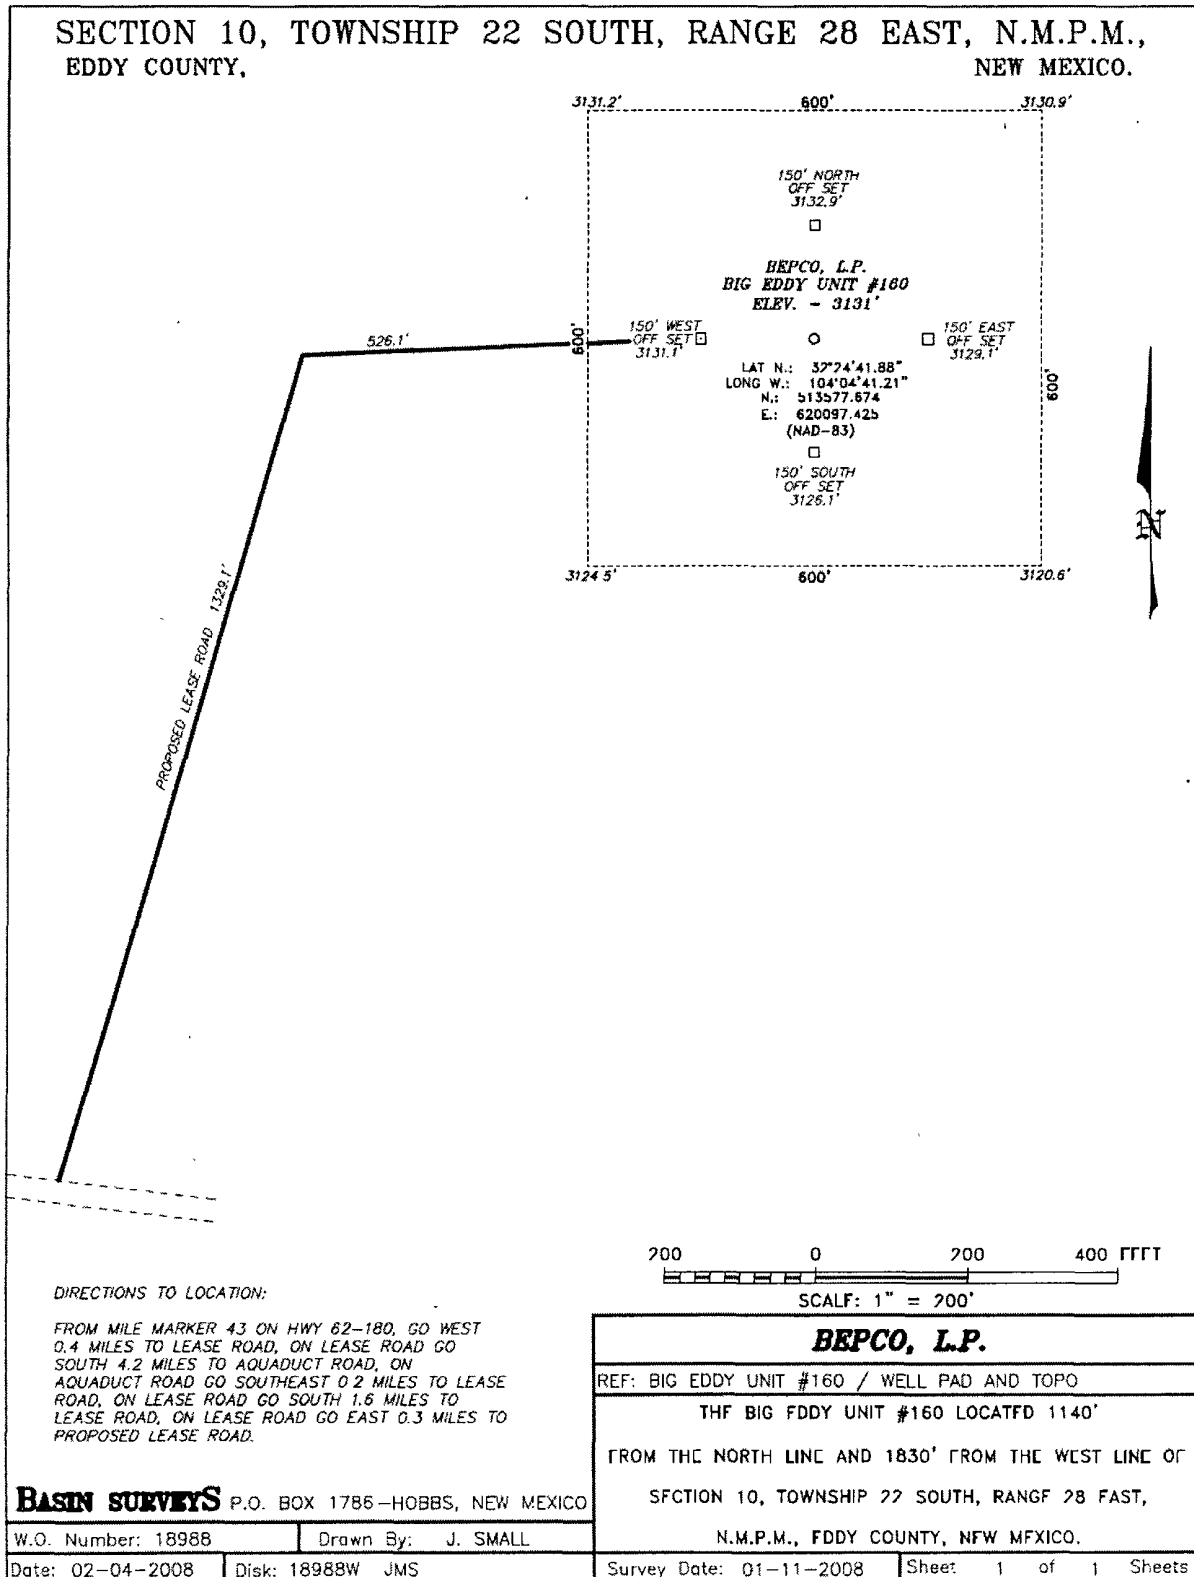 SECTION 10, TOWNSHIP 22 SOUTH, RANGE 28 EAST, N.M.P.M.,
EDDY COUNTY, NEW MEXICO.
3131.2' 600' 3130.9'
150' NORTH
OFF SET
3132.9'
BEPCO, L.P.
BIG EDDY UNIT #160
ELEV. - 3131'
526.1'
600'
150' WEST
OFF SET
3131.1'
150' EAST
OFF SET
3129.1'
LAT N.: 32°24'41.88"
LONG W.: 104°04'41.21"
N.: 513577.674
E.: 620097.425
(NAD-83)
600'
150' SOUTH
OFF SET
3126.1'
N
3124.5' 600' 3120.6'
PROPOSED LEASE ROAD 1329.1'
200 0 200 400 FEET
SCALE: 1" = 200'
DIRECTIONS TO LOCATION:
FROM MILE MARKER 43 ON HWY 62-180, GO WEST
0.4 MILES TO LEASE ROAD, ON LEASE ROAD GO
SOUTH 4.2 MILES TO AQUADUCT ROAD, ON
AQUADUCT ROAD GO SOUTHEAST 0.2 MILES TO LEASE
ROAD, ON LEASE ROAD GO SOUTH 1.6 MILES TO
LEASE ROAD, ON LEASE ROAD GO EAST 0.3 MILES TO
PROPOSED LEASE ROAD.
BASIN SURVEYS P.O. BOX 1786-HOBBS, NEW MEXICO
W.O. Number: 18988 Drawn By: J. SMALL
Date: 02-04-2008 Disk: 18988W JMS
BEPCO, L.P.
REF: BIG EDDY UNIT #160 / WELL PAD AND TOPO
THE BIG EDDY UNIT #160 LOCATED 1140'
FROM THE NORTH LINE AND 1830' FROM THE WEST LINE OF
SECTION 10, TOWNSHIP 22 SOUTH, RANGE 28 EAST,
N.M.P.M., EDDY COUNTY, NEW MEXICO.
Survey Date: 01-11-2008 Sheet 1 of 1 Sheets